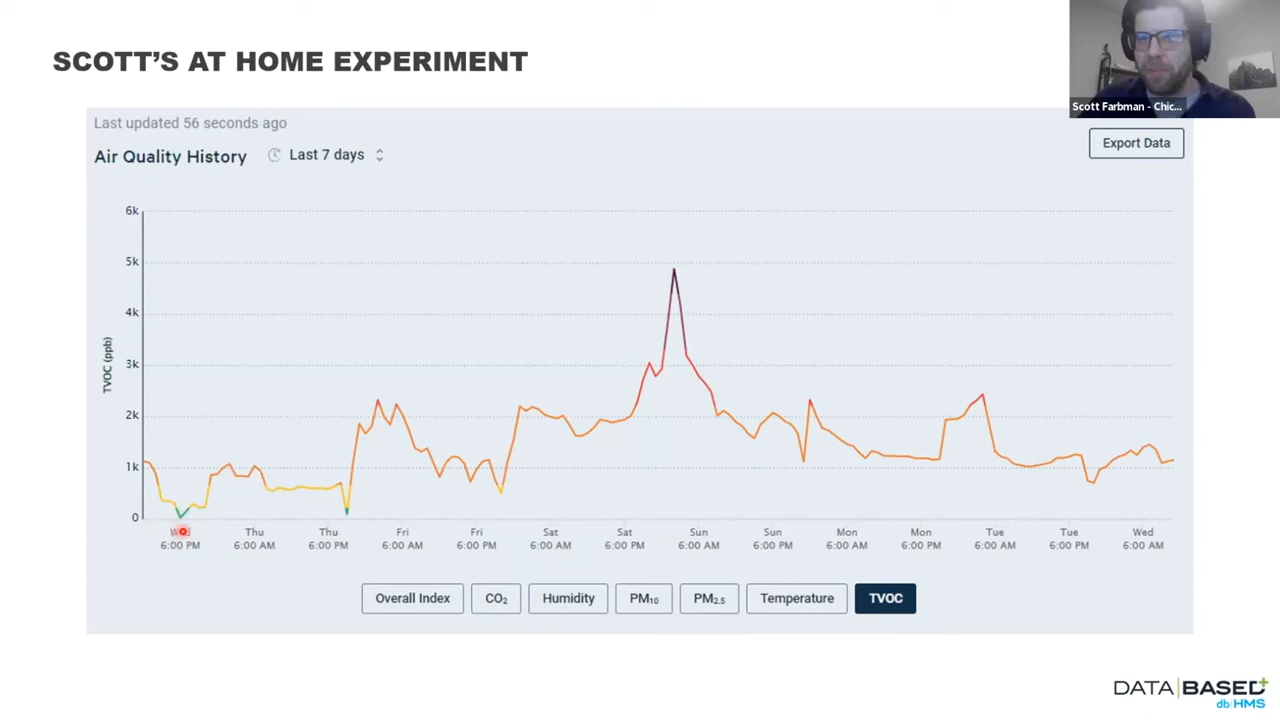 SCOTT'S AT HOME EXPERIMENT
Scott Farbman - Chic...
Last updated 56 seconds ago
Air Quality History
Last 7 days
Export Data
TVOC (ppb)
6k
5k
4k
3k
2k
1k
0
Thu Thu Fri Fri Sat Sat Sun Sun Mon Mon Tue Tue Wed
6:00 PM 6:00 AM 6:00 PM 6:00 AM 6:00 PM 6:00 AM 6:00 PM 6:00 AM 6:00 PM 6:00 AM 6:00 PM 6:00 AM 6:00 PM 6:00 AM
Overall Index CO₂ Humidity PM₁₀ PM₂.₅ Temperature TVOC
DATA|BASED+
db|HMS